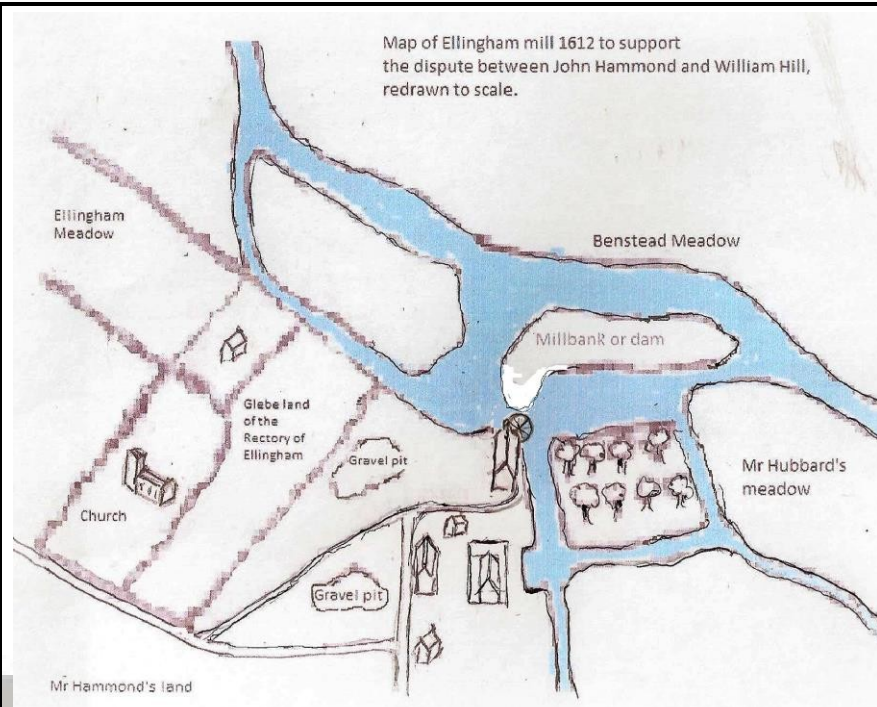 Map of Ellingham mill 1612 to support
the dispute between John Hammond and William Hill,
redrawn to scale.
Ellingham
Meadow
Benstead Meadow
Millbank or dam
Glebe land
of the
Rectory of
Ellingham
Gravel pit
Mr Hubbard's
meadow
Church
Gravel pit
Mr Hammond's land